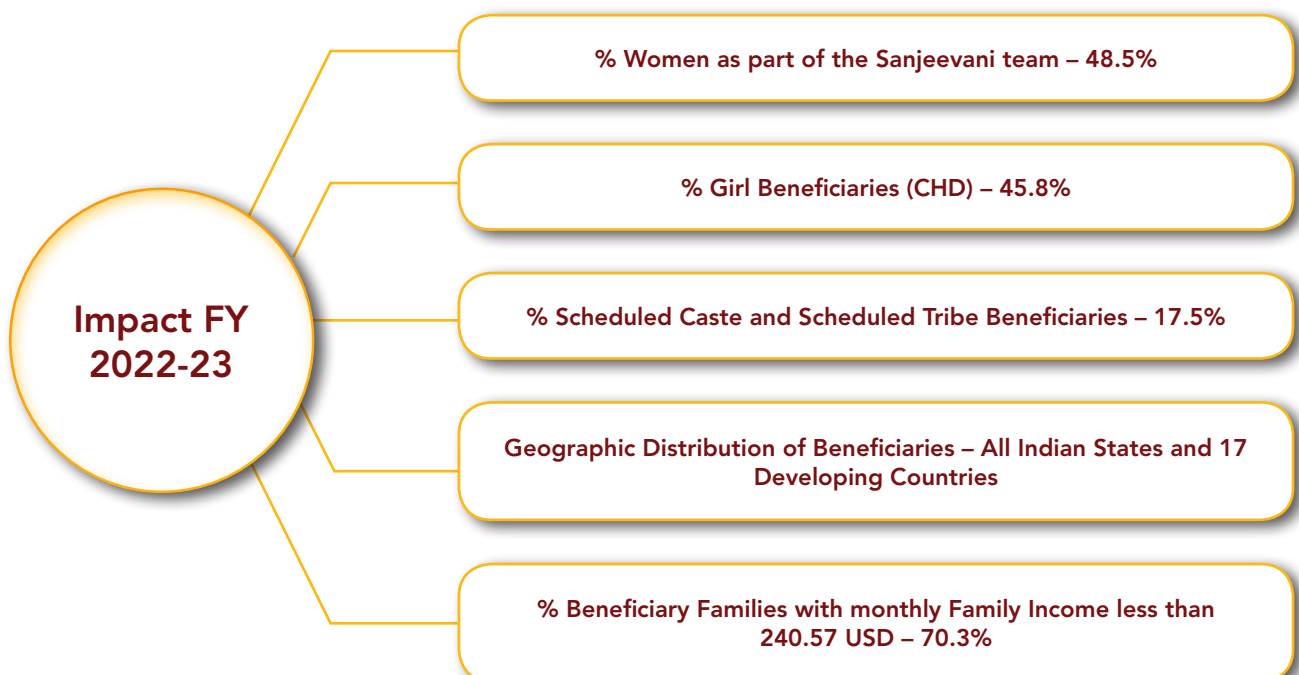 % Women as part of the Sanjeevani team – 48.5%
% Girl Beneficiaries (CHD) – 45.8%
Impact FY
2022-23
% Scheduled Caste and Scheduled Tribe Beneficiaries – 17.5%
Geographic Distribution of Beneficiaries – All Indian States and 17
Developing Countries
% Beneficiary Families with monthly Family Income less than
240.57 USD – 70.3%